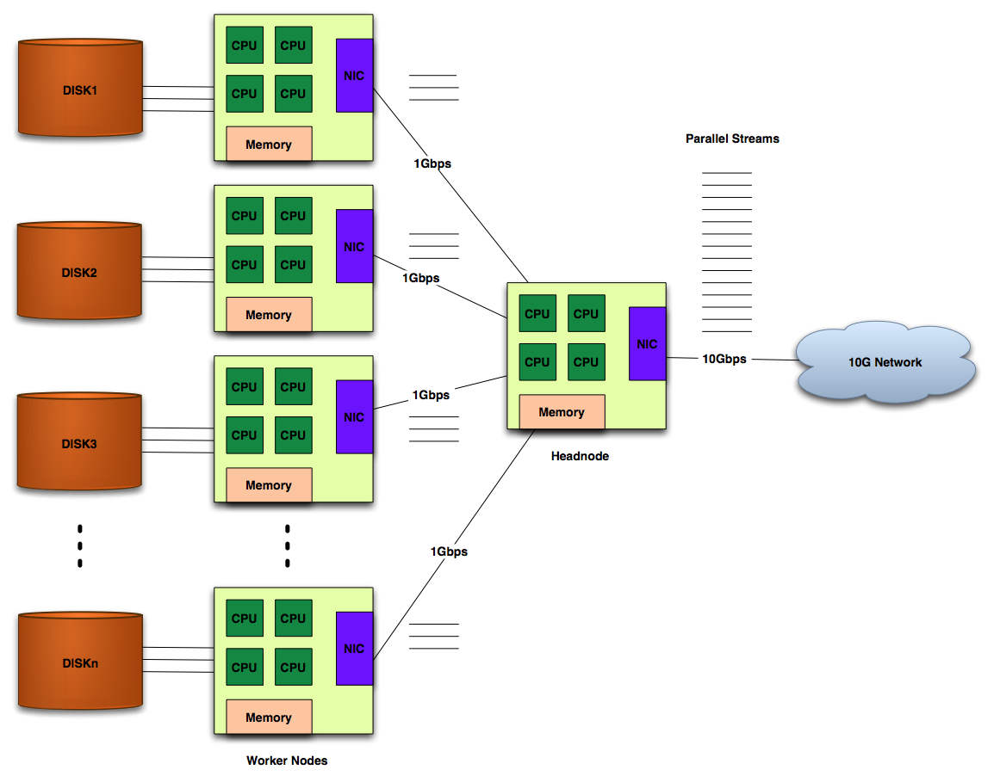 DISK1
CPU CPU
NIC
CPU CPU
Memory
1Gbps
Parallel Streams
DISK2
CPU CPU
NIC
CPU CPU
Memory
1Gbps
CPU CPU
NIC
CPU CPU
Memory
Headnode
10Gbps
10G Network
DISK3
CPU CPU
NIC
CPU CPU
Memory
1Gbps
1Gbps
DISKn
CPU CPU
NIC
CPU CPU
Memory
Worker Nodes